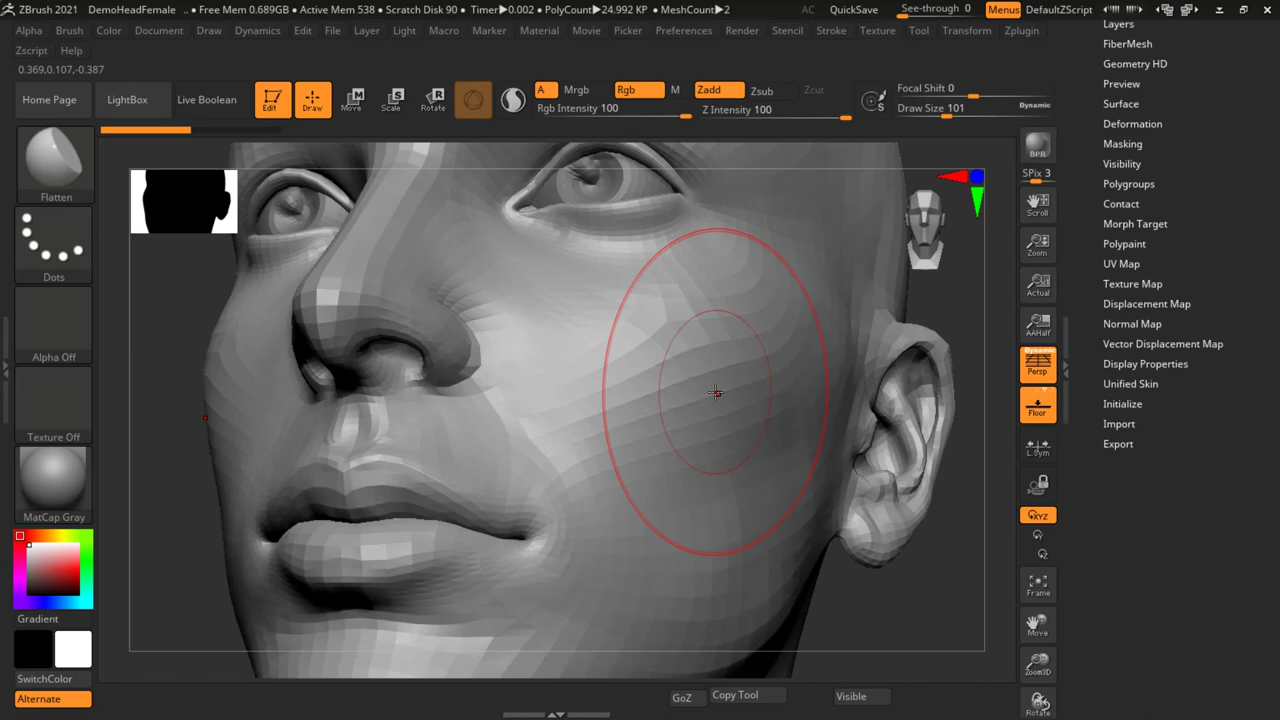 ZBrush 2021 DemoHeadFemale .. ● Free Mem 0.689GB ● Active Mem 538 ● Scratch Disk 90 ● Timer▶0.002 ● PolyCount▶24.992 KP ● MeshCount▶2 AC QuickSave See-through 0 Menus DefaultZScript
Alpha Brush Color Document Draw Dynamics Edit File Layer Light Macro Marker Material Movie Picker Preferences Render Stencil Stroke Texture Tool Transform Zplugin
Zscript Help
0.369,0.107,-0.387
Home Page LightBox Live Boolean Edit Draw Move Scale Rotate
A Mrgb Rgb M Zadd Zsub Zcut
Rgb Intensity 100 Z Intensity 100
S Focal Shift 0
Draw Size 101 Dynamic
Flatten
Dots
Alpha Off
Texture Off
MatCap Gray
Gradient
SwitchColor
Alternate
BPR
SPix 3
Scroll
Zoom
Actual
AAHalf
Dynamic
Persp
Y
Floor
L.Sym
XYZ
Y
Z
Frame
Move
Zoom3D
Rotate
Layers
FiberMesh
Geometry HD
Preview
Surface
Deformation
Masking
Visibility
Polygroups
Contact
Morph Target
Polypaint
UV Map
Texture Map
Displacement Map
Normal Map
Vector Displacement Map
Display Properties
Unified Skin
Initialize
Import
Export
GoZ Copy Tool Visible